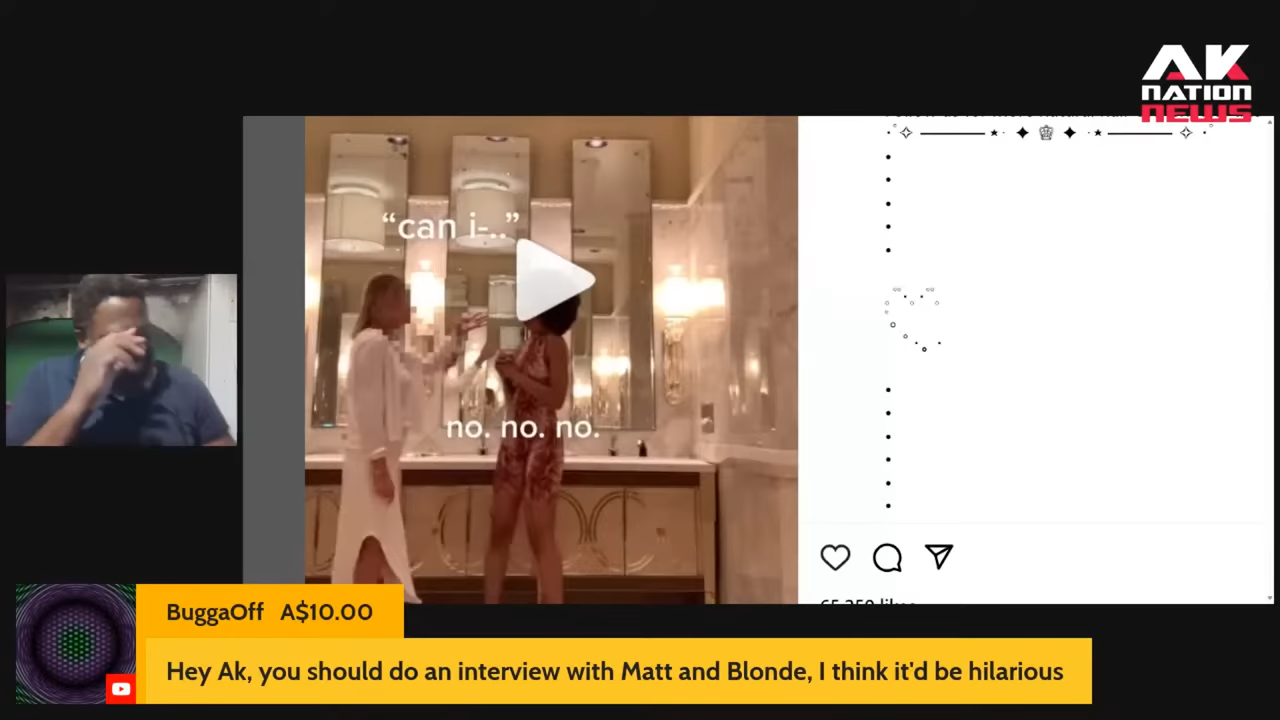 AK
NATION
NEWS
“can i-..”
no. no. no.
BuggaOff A$10.00
Hey Ak, you should do an interview with Matt and Blonde, I think it'd be hilarious